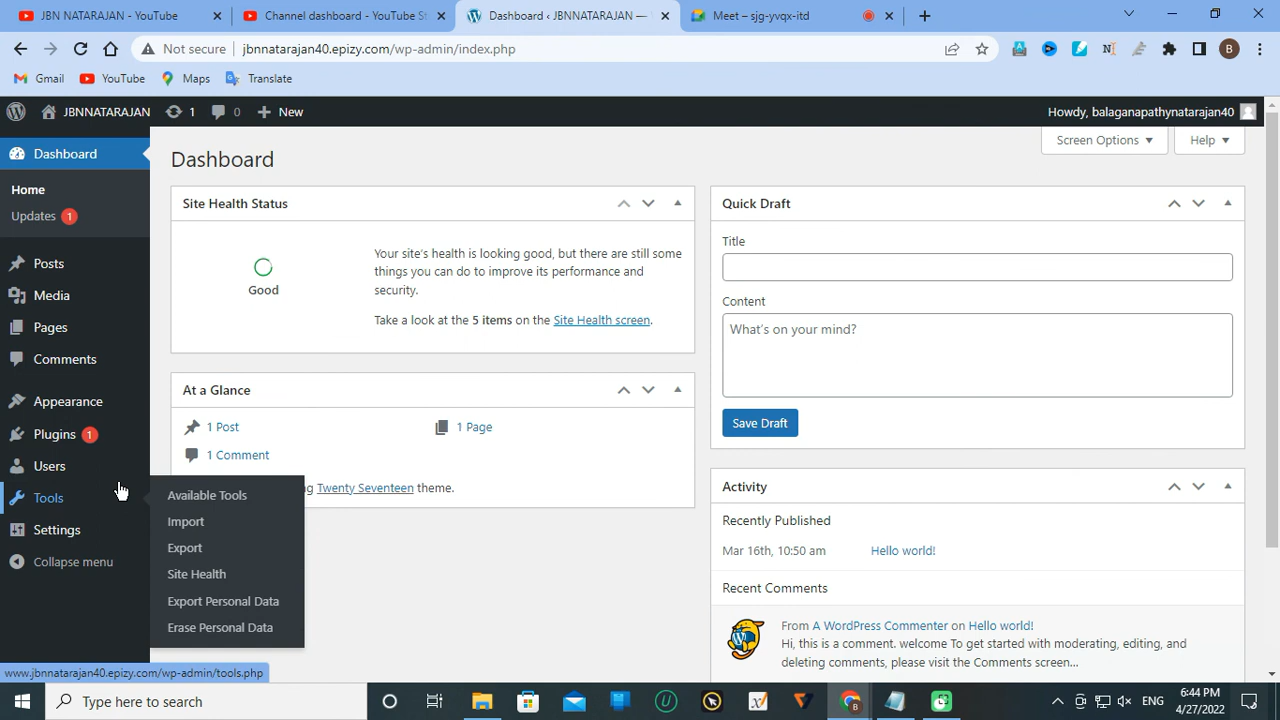 JBN NATARAJAN - YouTube
Channel dashboard - YouTube St
Dashboard ‹ JBNNATARAJAN —
Meet – sjg-yvqx-itd
Not secure
jbnnatarajan40.epizy.com/wp-admin/index.php
B
Gmail
YouTube
Maps
Translate
JBNNATARAJAN
1
0
New
Howdy, balaganapathynatarajan40
Dashboard
Home
Updates 1
Posts
Media
Pages
Comments
Appearance
Plugins 1
Users
Tools
Settings
Collapse menu
Available Tools
Import
Export
Site Health
Export Personal Data
Erase Personal Data
Dashboard
Screen Options
Help
Site Health Status
Good
Your site's health is looking good, but there are still some
things you can do to improve its performance and
security.
Take a look at the 5 items on the Site Health screen.
At a Glance
1 Post
1 Page
1 Comment
Twenty Seventeen theme.
Quick Draft
Title
Content
What's on your mind?
Save Draft
Activity
Recently Published
Mar 16th, 10:50 am
Hello world!
Recent Comments
From A WordPress Commenter on Hello world!
Hi, this is a comment. welcome To get started with moderating, editing, and
deleting comments, please visit the Comments screen...
www.jbnnatarajan40.epizy.com/wp-admin/tools.php
Type here to search
ENG
6:44 PM
4/27/2022